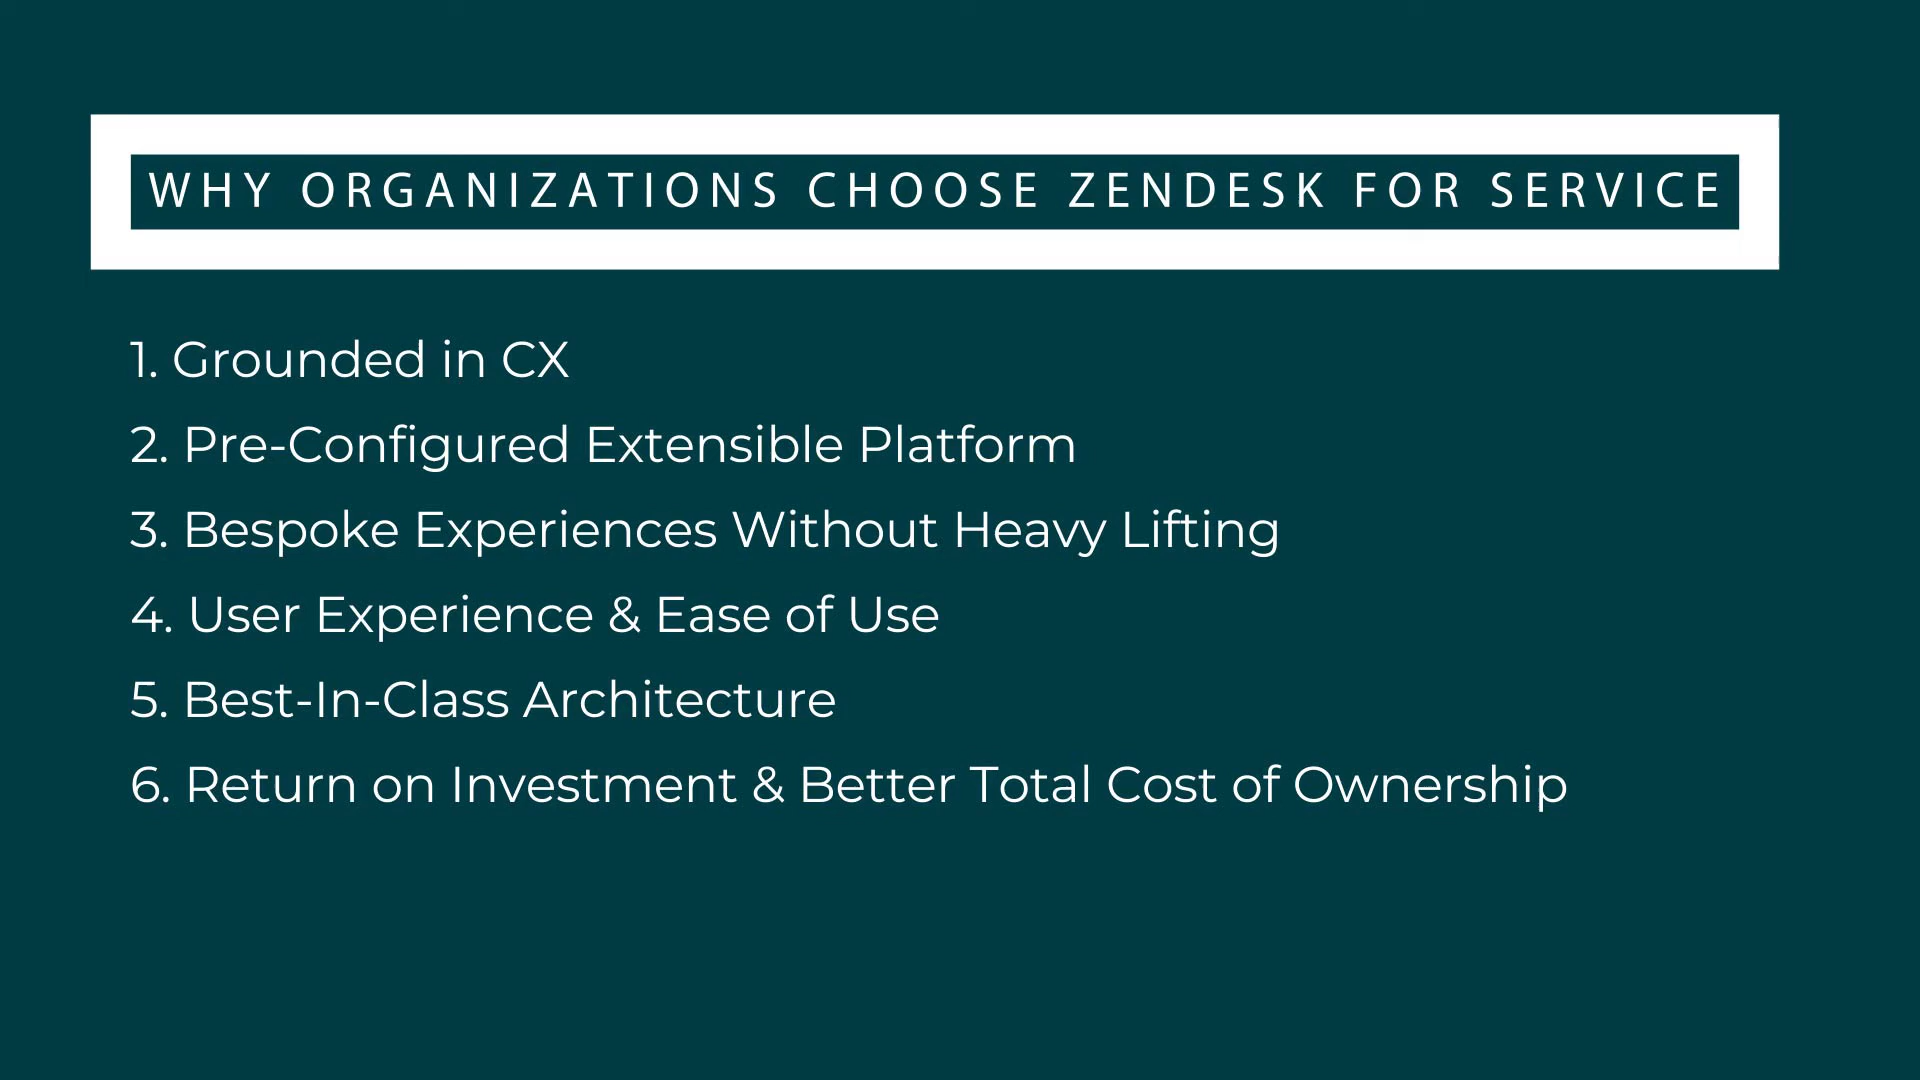 WHY ORGANIZATIONS CHOOSE ZENDESK FOR SERVICE
1. Grounded in CX
2. Pre-Configured Extensible Platform
3. Bespoke Experiences Without Heavy Lifting
4. User Experience & Ease of Use
5. Best-In-Class Architecture
6. Return on Investment & Better Total Cost of Ownership